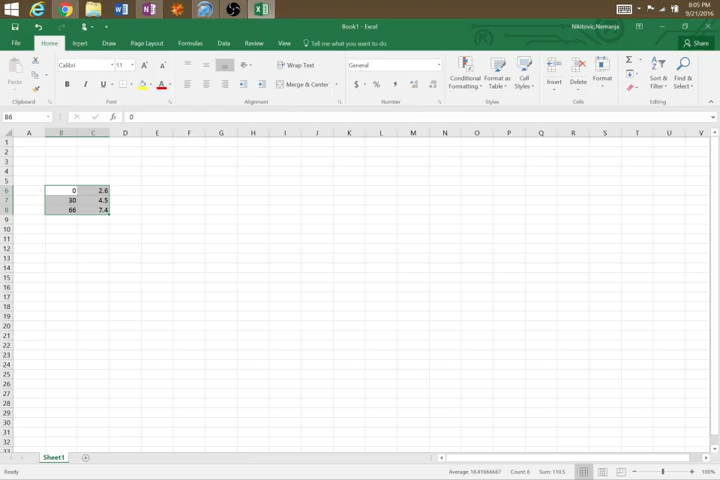 8:05 PM
9/21/2016
Book1 - Excel
Nikitovic,Nemanja
File Home Insert Draw Page Layout Formulas Data Review View Tell me what you want to do Share
Paste
Calibri 11 A A
Wrap Text
General
Conditional Formatting
Format as Table
Cell Styles
Insert Delete Format
Sort & Filter
Find & Select
B I U A
Merge & Center
$ %
Clipboard Font Alignment Number Styles Cells Editing
B6 fx 0
A B C D E F G H I J K L M N O P Q R S T U V
1
2
3
4
5
6 0 2.6
7 30 4.5
8 66 7.4
9
10
11
12
13
14
15
16
17
18
19
20
21
22
23
24
25
26
27
28
29
30
31
32
33
Sheet1
Ready Average: 18.41666667 Count: 6 Sum: 110.5 100%